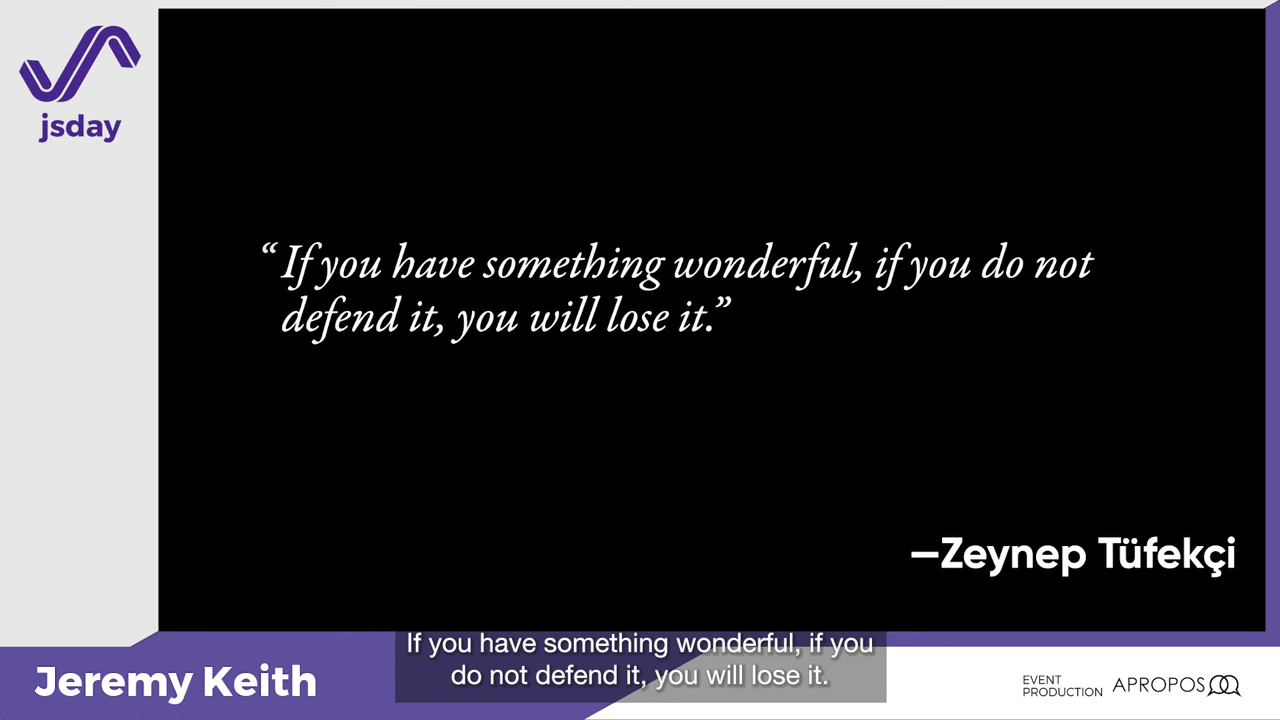 jsday
“If you have something wonderful, if you do not
defend it, you will lose it.”
—Zeynep Tüfekçi
If you have something wonderful, if you
do not defend it, you will lose it.
Jeremy Keith
EVENT
PRODUCTION
APROPOS